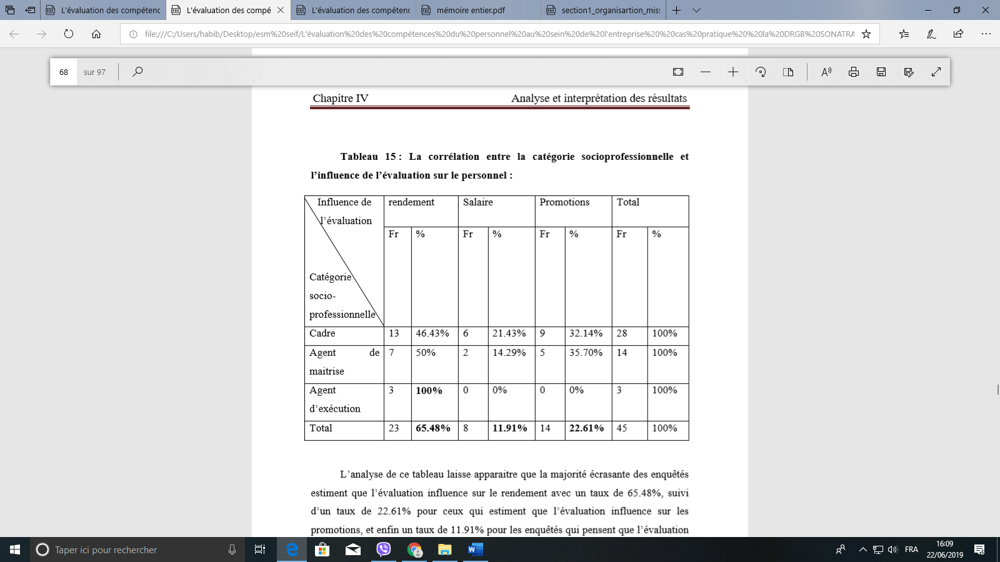 L'évaluation des compétenc
L'évaluation des compé
L'évaluation des compétenc
mémoire entier.pdf
section1_organisartion_mis
file:///C:/Users/habib/Desktop/esm%20seif/L'évaluation%20des%20compétences%20du%20personnel%20au%20sein%20de%20l'entreprise%20%20cas%20pratique%20%20la%20DRGB%20SONATRA
68 sur 97
Chapitre IV Analyse et interprétation des résultats
Tableau 15 : La corrélation entre la catégorie socioprofessionnelle et
l’influence de l’évaluation sur le personnel :
Influence de rendement Salaire Promotions Total
l’évaluation
Fr % Fr % Fr % Fr %
Catégorie
socio-
professionnelle
Cadre 13 46.43% 6 21.43% 9 32.14% 28 100%
Agent de 7 50% 2 14.29% 5 35.70% 14 100%
maitrise
Agent 3 100% 0 0% 0 0% 3 100%
d’exécution
Total 23 65.48% 8 11.91% 14 22.61% 45 100%
L’analyse de ce tableau laisse apparaitre que la majorité écrasante des enquêtés
estiment que l’évaluation influence sur le rendement avec un taux de 65.48%, suivi
d’un taux de 22.61% pour ceux qui estiment que l’évaluation influence sur les
promotions, et enfin un taux de 11.91% pour les enquêtés qui pensent que l’évaluation
Taper ici pour rechercher
FRA
16:09
22/06/2019